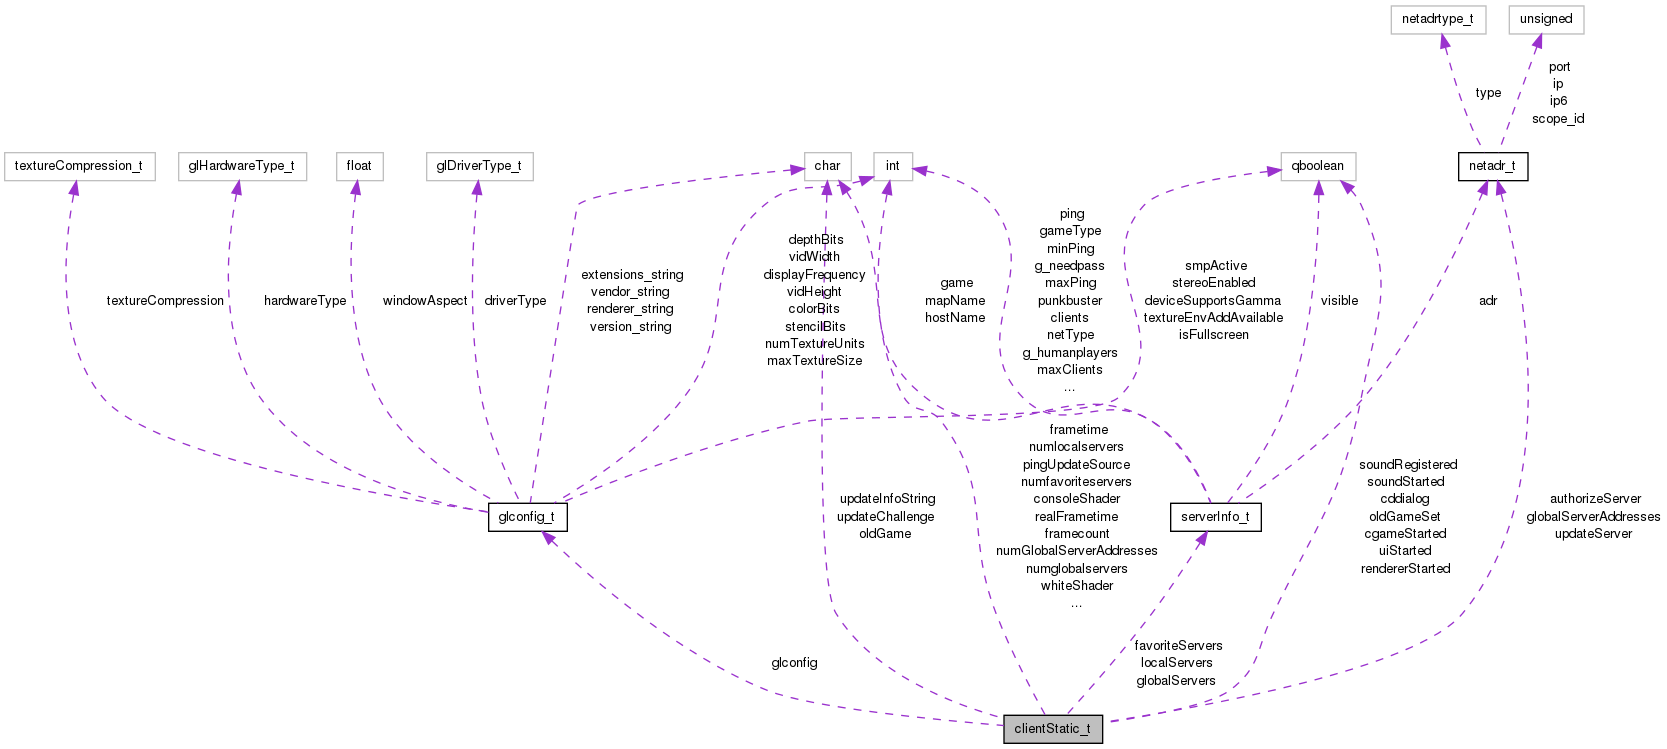 netadrtype_t
unsigned
type
port
ip
ip6
scope_id
textureCompression_t
glHardwareType_t
float
glDriverType_t
char
int
qboolean
netadr_t
textureCompression
hardwareType
windowAspect
driverType
extensions_string
vendor_string
renderer_string
version_string
depthBits
vidWidth
displayFrequency
vidHeight
colorBits
stencilBits
numTextureUnits
maxTextureSize
game
mapName
hostName
ping
gameType
minPing
g_needpass
maxPing
punkbuster
clients
netType
g_humanplayers
maxClients
...
smpActive
stereoEnabled
deviceSupportsGamma
textureEnvAddAvailable
isFullscreen
visible
adr
glconfig_t
updateInfoString
updateChallenge
oldGame
frametime
numlocalservers
pingUpdateSource
numfavoriteservers
consoleShader
realFrametime
framecount
numGlobalServerAddresses
numglobalservers
whiteShader
...
serverInfo_t
soundRegistered
soundStarted
cddialog
oldGameSet
cgameStarted
uiStarted
rendererStarted
authorizeServer
globalServerAddresses
updateServer
glconfig
favoriteServers
localServers
globalServers
clientStatic_t